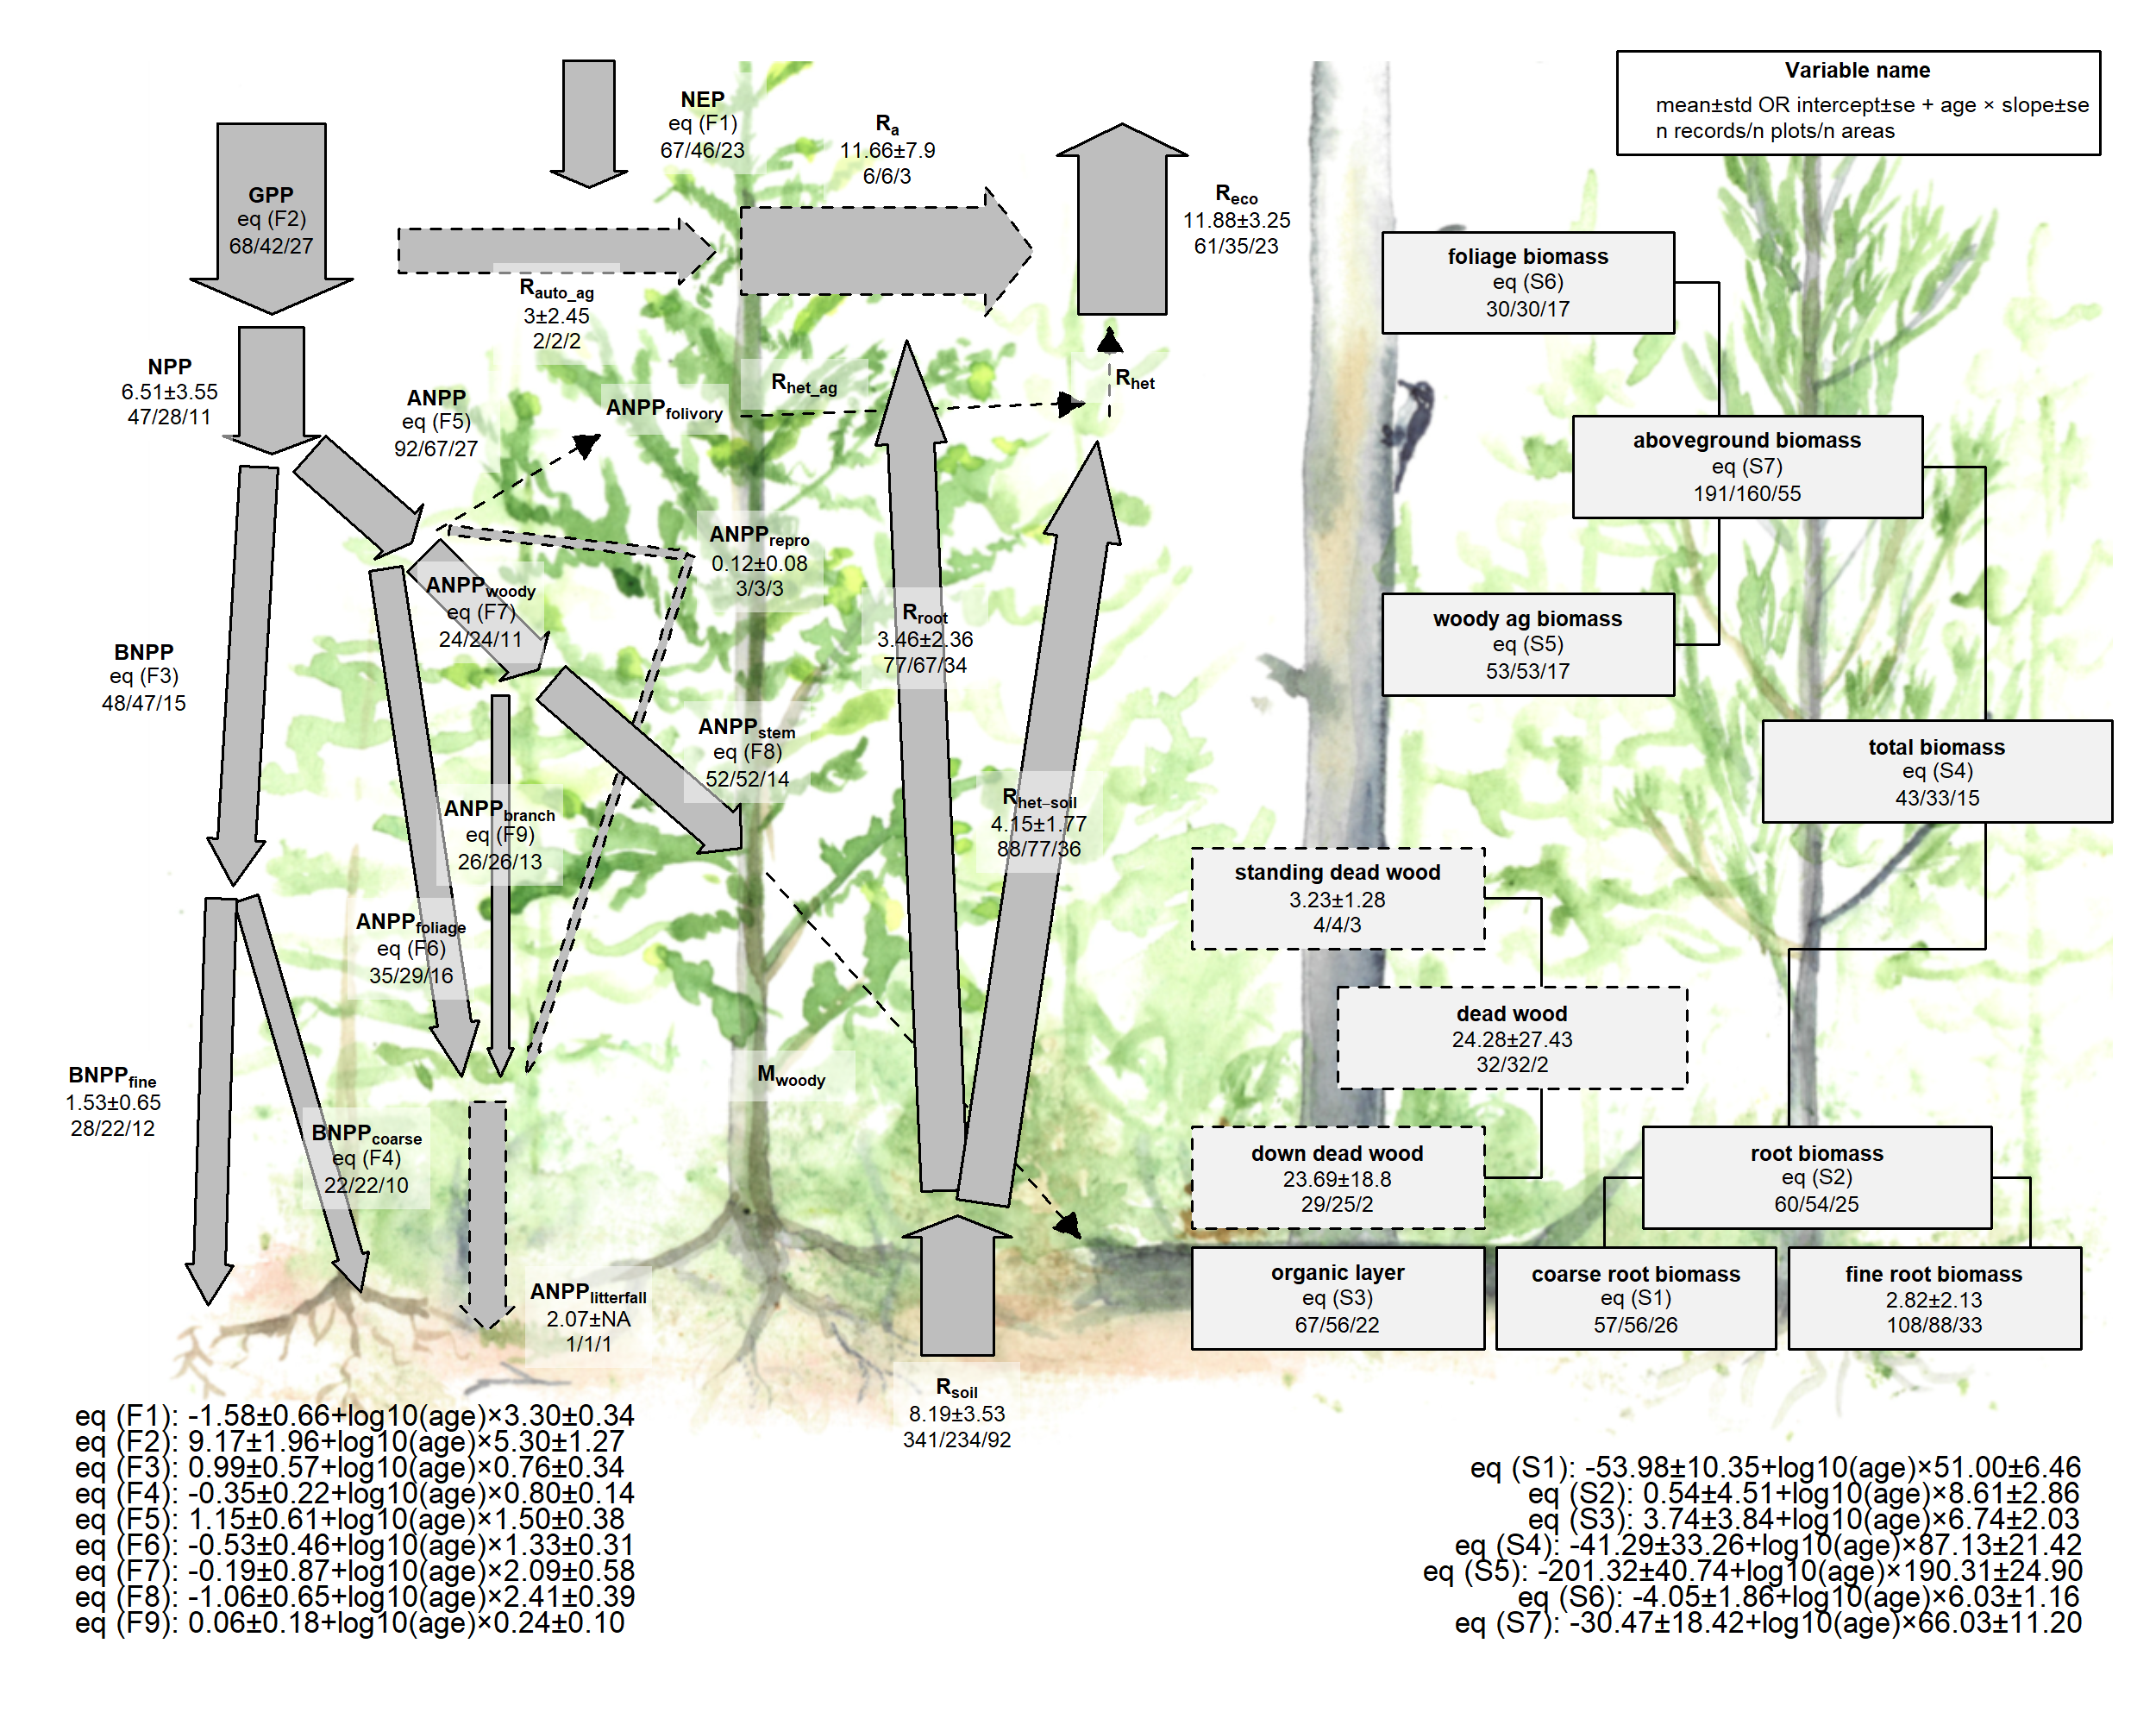 Variable name
mean±std OR intercept±se + age × slope±se
n records/n plots/n areas
NEP
eq (F1)
67/46/23
GPP
eq (F2)
68/42/27
R_a
11.66±7.9
6/6/3
R_eco
11.88±3.25
61/35/23
R_auto_ag
3±2.45
2/2/2
NPP
6.51±3.55
47/28/11
ANPP
eq (F5)
92/67/27
ANPP_folivory
R_het_ag
R_het
ANPP_repro
0.12±0.08
3/3/3
ANPP_woody
eq (F7)
24/24/11
R_root
3.46±2.36
77/67/34
BNPP
eq (F3)
48/47/15
ANPP_stem
eq (F8)
52/52/14
ANPP_branch
eq (F9)
26/26/13
R_het−soil
4.15±1.77
88/77/36
ANPP_foliage
eq (F6)
35/29/16
M_woody
BNPP_fine
1.53±0.65
28/22/12
BNPP_coarse
eq (F4)
22/22/10
ANPP_litterfall
2.07±NA
1/1/1
R_soil
8.19±3.53
341/234/92
foliage biomass
eq (S6)
30/30/17
aboveground biomass
eq (S7)
191/160/55
woody ag biomass
eq (S5)
53/53/17
total biomass
eq (S4)
43/33/15
standing dead wood
3.23±1.28
4/4/3
dead wood
24.28±27.43
32/32/2
down dead wood
23.69±18.8
29/25/2
root biomass
eq (S2)
60/54/25
organic layer
eq (S3)
67/56/22
coarse root biomass
eq (S1)
57/56/26
fine root biomass
2.82±2.13
108/88/33
eq (F1): -1.58±0.66+log10(age)×3.30±0.34
eq (F2): 9.17±1.96+log10(age)×5.30±1.27
eq (F3): 0.99±0.57+log10(age)×0.76±0.34
eq (F4): -0.35±0.22+log10(age)×0.80±0.14
eq (F5): 1.15±0.61+log10(age)×1.50±0.38
eq (F6): -0.53±0.46+log10(age)×1.33±0.31
eq (F7): -0.19±0.87+log10(age)×2.09±0.58
eq (F8): -1.06±0.65+log10(age)×2.41±0.39
eq (F9): 0.06±0.18+log10(age)×0.24±0.10
eq (S1): -53.98±10.35+log10(age)×51.00±6.46
eq (S2): 0.54±4.51+log10(age)×8.61±2.86
eq (S3): 3.74±3.84+log10(age)×6.74±2.03
eq (S4): -41.29±33.26+log10(age)×87.13±21.42
eq (S5): -201.32±40.74+log10(age)×190.31±24.90
eq (S6): -4.05±1.86+log10(age)×6.03±1.16
eq (S7): -30.47±18.42+log10(age)×66.03±11.20